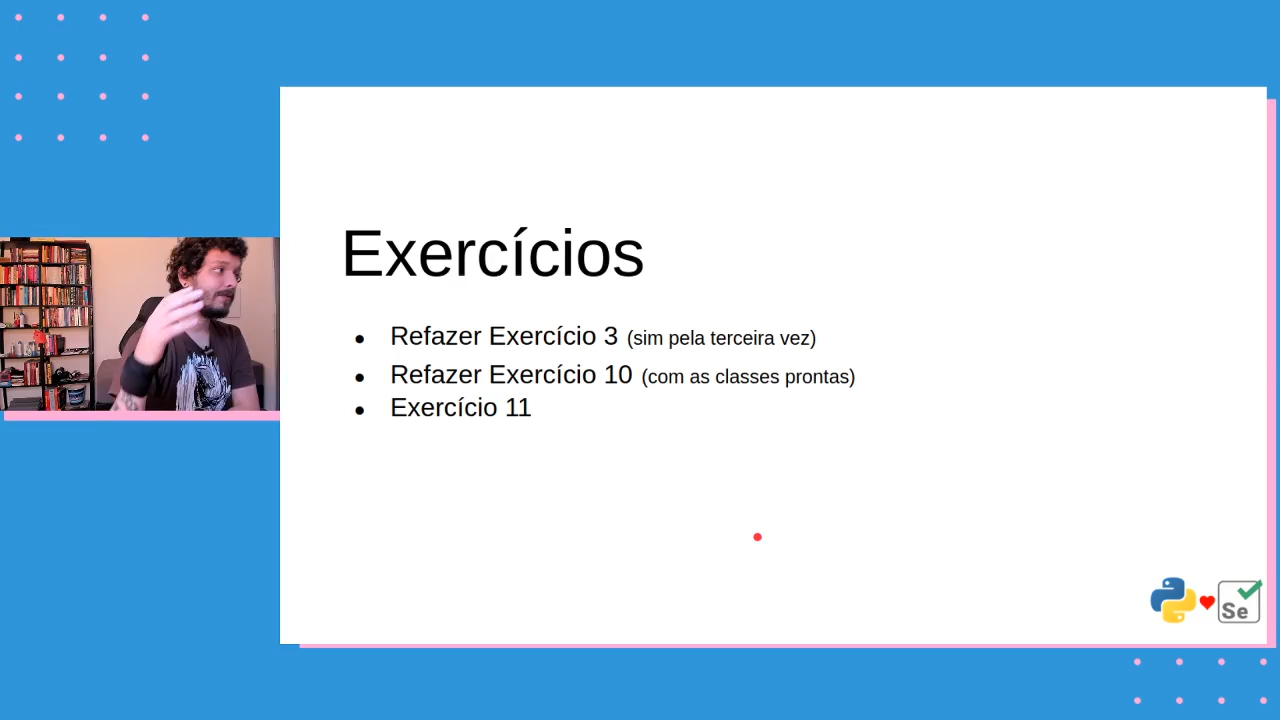 Exercícios
● Refazer Exercício 3 (sim pela terceira vez)
● Refazer Exercício 10 (com as classes prontas)
● Exercício 11
Se